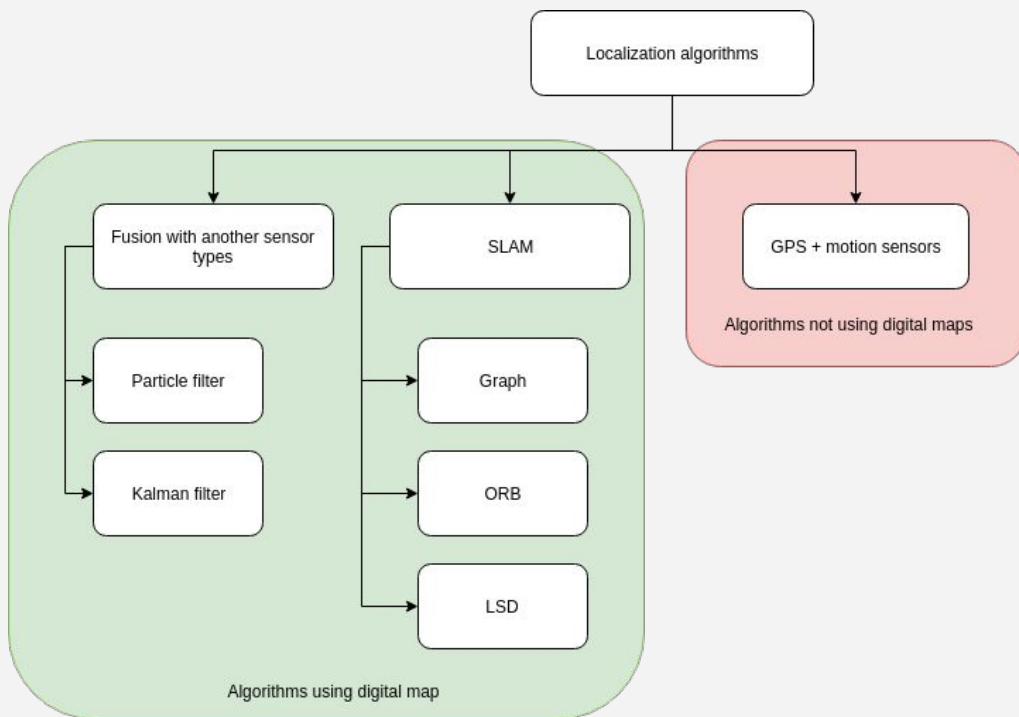 Localization algorithms
Fusion with another sensor
types
SLAM
GPS + motion sensors
Algorithms not using digital maps
Particle filter
Graph
Kalman filter
ORB
LSD
Algorithms using digital map